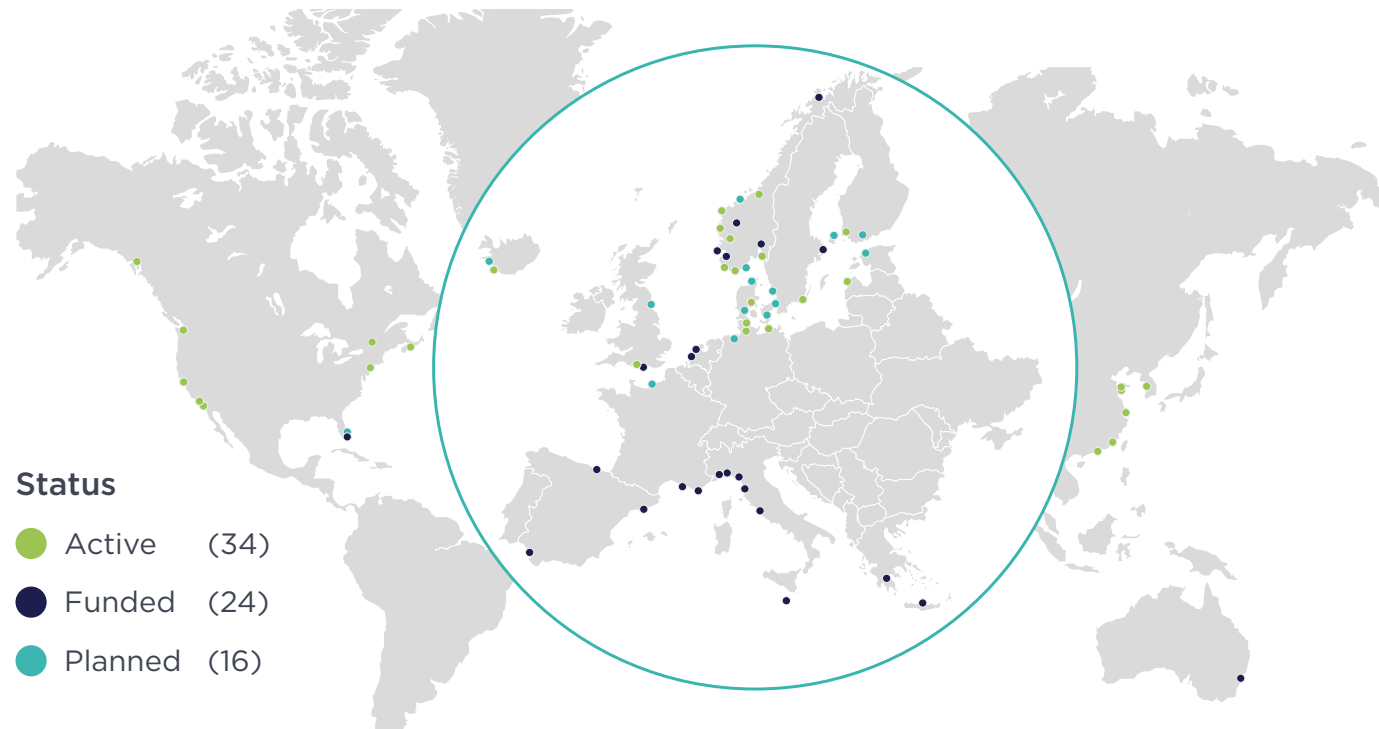 Status
Active (34)
Funded (24)
Planned (16)